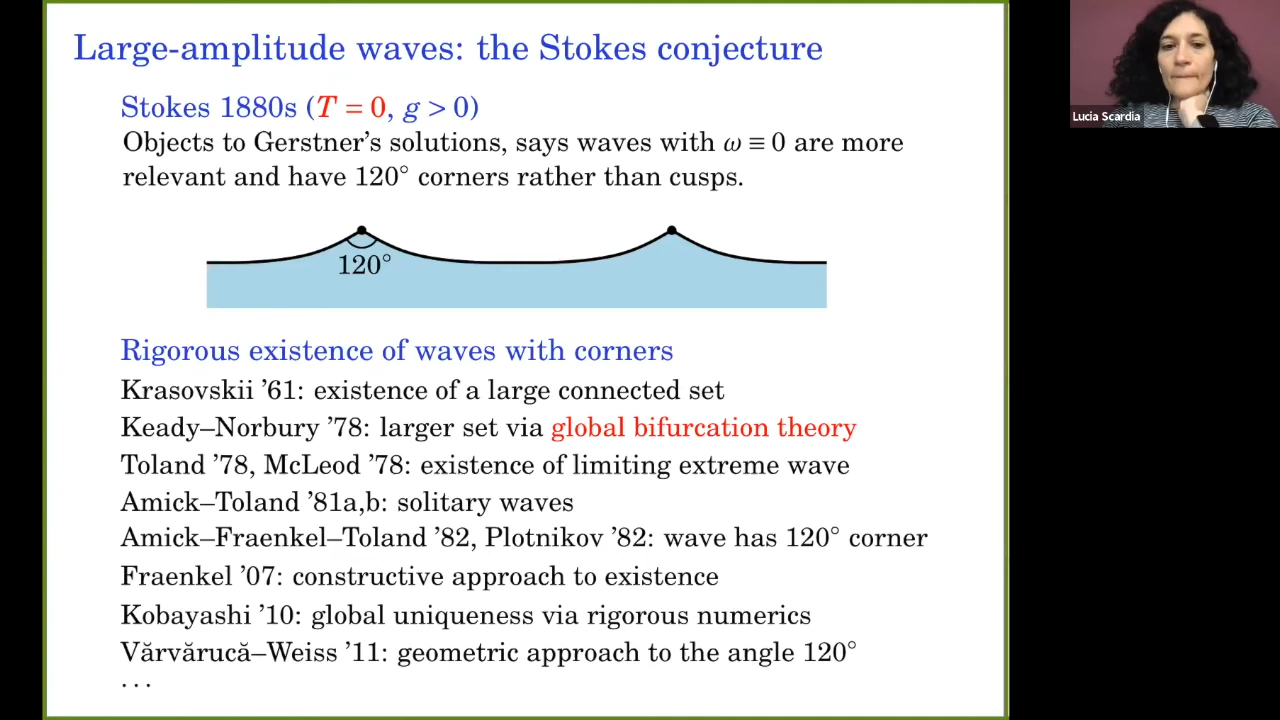 Large-amplitude waves: the Stokes conjecture
Lucia Scardia
Stokes 1880s (T = 0, g > 0)
Objects to Gerstner’s solutions, says waves with ω ≡ 0 are more
relevant and have 120° corners rather than cusps.
120°
Rigorous existence of waves with corners
Krasovskii ’61: existence of a large connected set
Keady–Norbury ’78: larger set via global bifurcation theory
Toland ’78, McLeod ’78: existence of limiting extreme wave
Amick–Toland ’81a,b: solitary waves
Amick–Fraenkel–Toland ’82, Plotnikov ’82: wave has 120° corner
Fraenkel ’07: constructive approach to existence
Kobayashi ’10: global uniqueness via rigorous numerics
Vărvărucă–Weiss ’11: geometric approach to the angle 120°
...